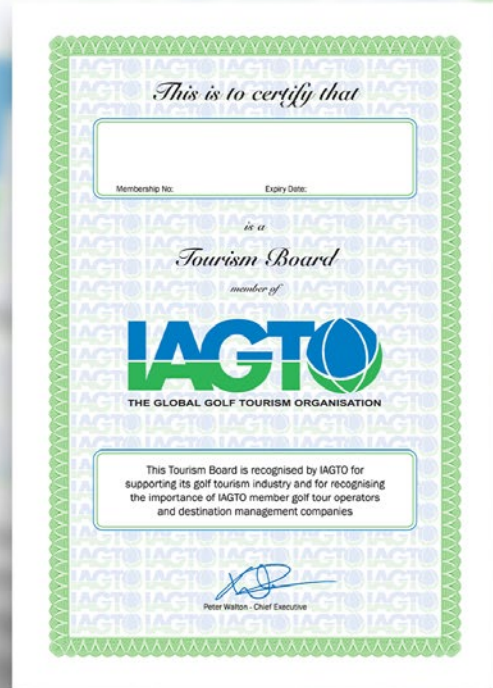 This is to certify that
Membership No: Expiry Date:
is a
Tourism Board
member of
IAGTO
THE GLOBAL GOLF TOURISM ORGANISATION
This Tourism Board is recognised by IAGTO for
supporting its golf tourism industry and for recognising
the importance of IAGTO member golf tour operators
and destination management companies
Peter Walton - Chief Executive